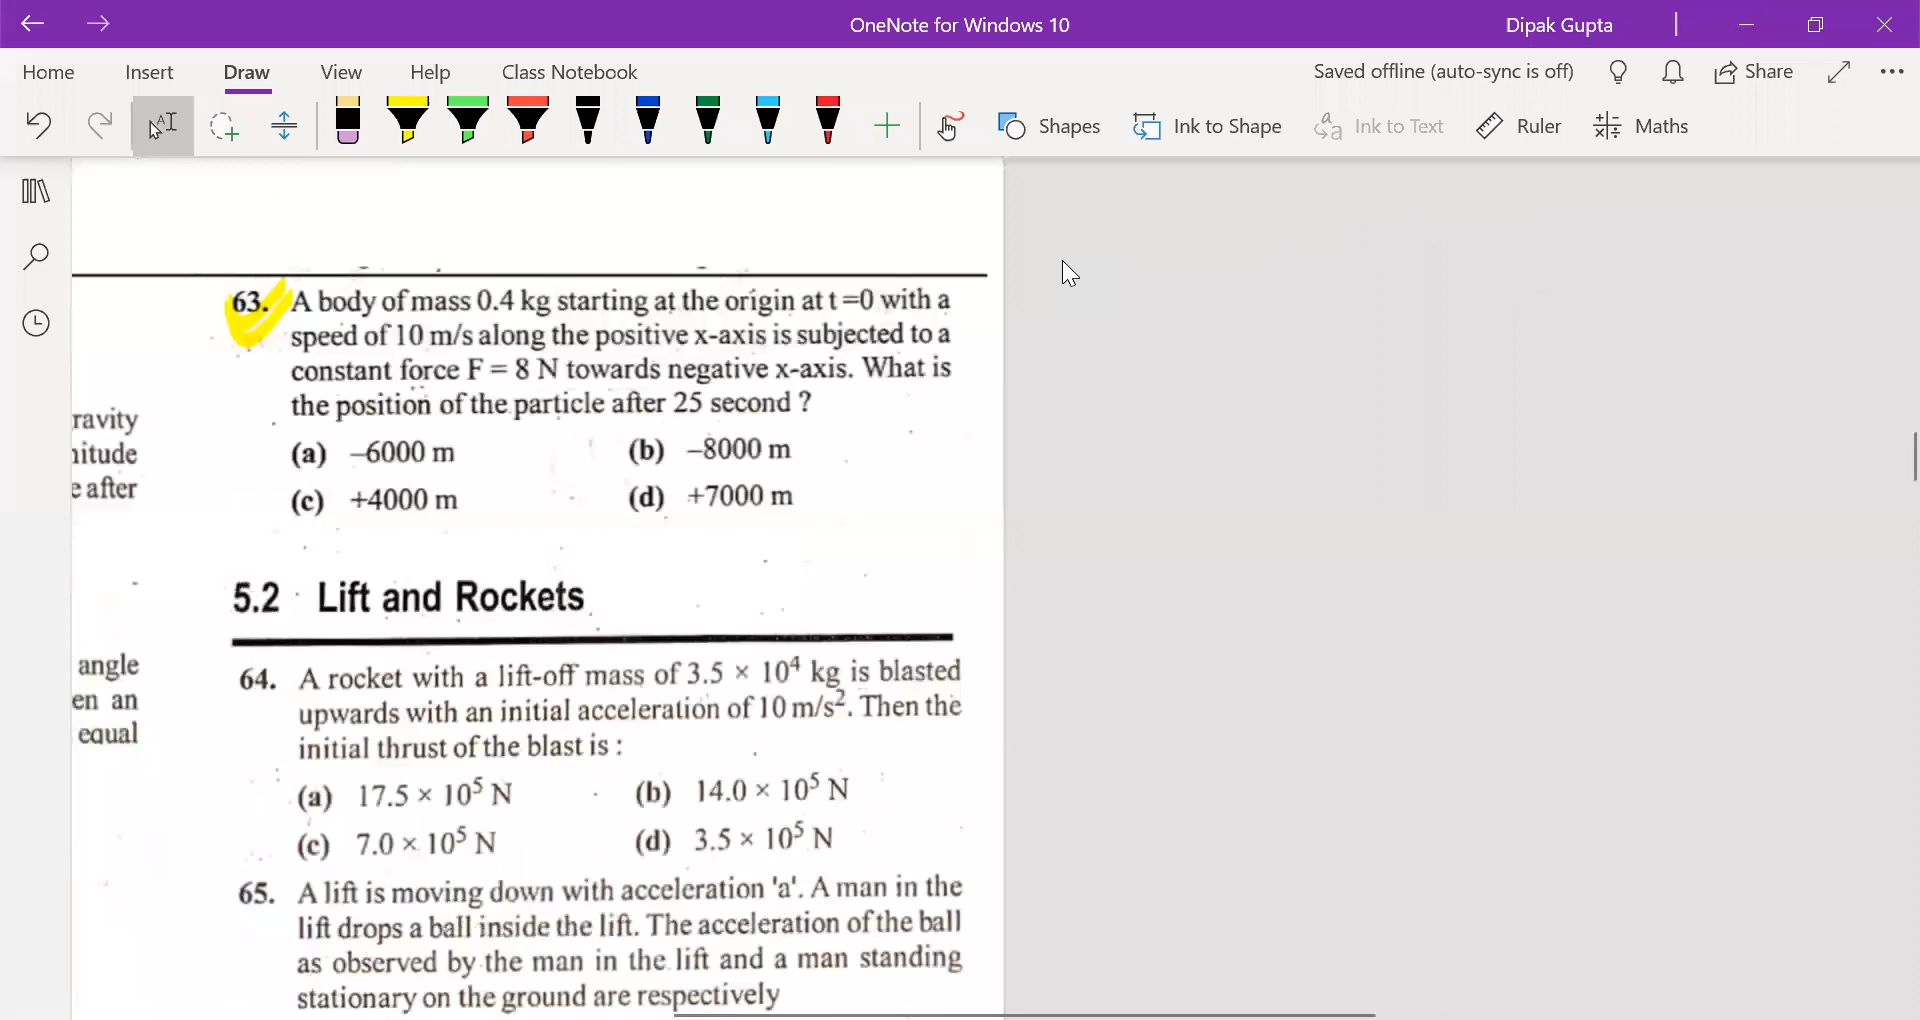 OneNote for Windows 10
Dipak Gupta
Home Insert Draw View Help Class Notebook
Saved offline (auto-sync is off) Share
Shapes Ink to Shape Ink to Text Ruler Maths
63. A body of mass 0.4 kg starting at the origin at t=0 with a
speed of 10 m/s along the positive x-axis is subjected to a
constant force F = 8 N towards negative x-axis. What is
the position of the particle after 25 second ?
(a) –6000 m (b) –8000 m
(c) +4000 m (d) +7000 m
ravity
nitude
e after
5.2 Lift and Rockets
angle
en an
equal
64. A rocket with a lift-off mass of 3.5 × 10⁴ kg is blasted
upwards with an initial acceleration of 10 m/s². Then the
initial thrust of the blast is :
(a) 17.5 × 10⁵ N (b) 14.0 × 10⁵ N
(c) 7.0 × 10⁵ N (d) 3.5 × 10⁵ N
65. A lift is moving down with acceleration 'a'. A man in the
lift drops a ball inside the lift. The acceleration of the ball
as observed by the man in the lift and a man standing
stationary on the ground are respectively